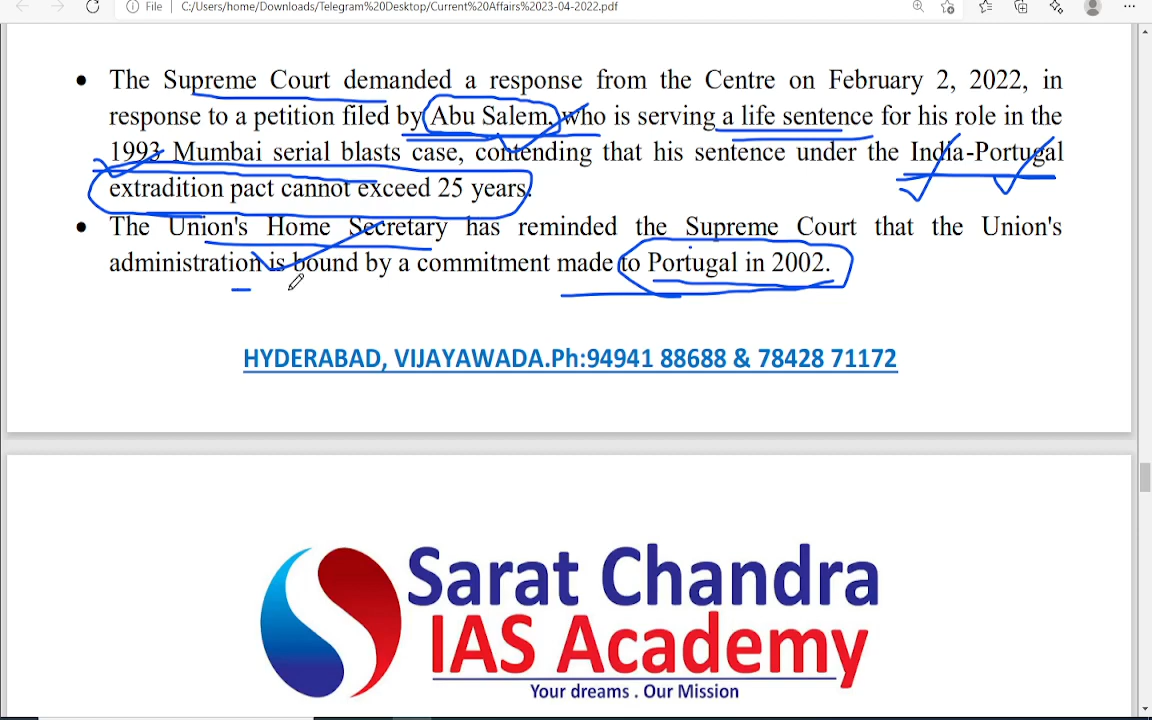 File
C:/Users/home/Downloads/Telegram%20Desktop/Current%20Affairs%2023-04-2022.pdf
• The Supreme Court demanded a response from the Centre on February 2, 2022, in
response to a petition filed by Abu Salem, who is serving a life sentence for his role in the
1993 Mumbai serial blasts case, contending that his sentence under the India-Portugal
extradition pact cannot exceed 25 years.
• The Union's Home Secretary has reminded the Supreme Court that the Union's
administration is bound by a commitment made to Portugal in 2002.
HYDERABAD, VIJAYAWADA.Ph:94941 88688 & 78428 71172
Sarat Chandra
IAS Academy
Your dreams . Our Mission